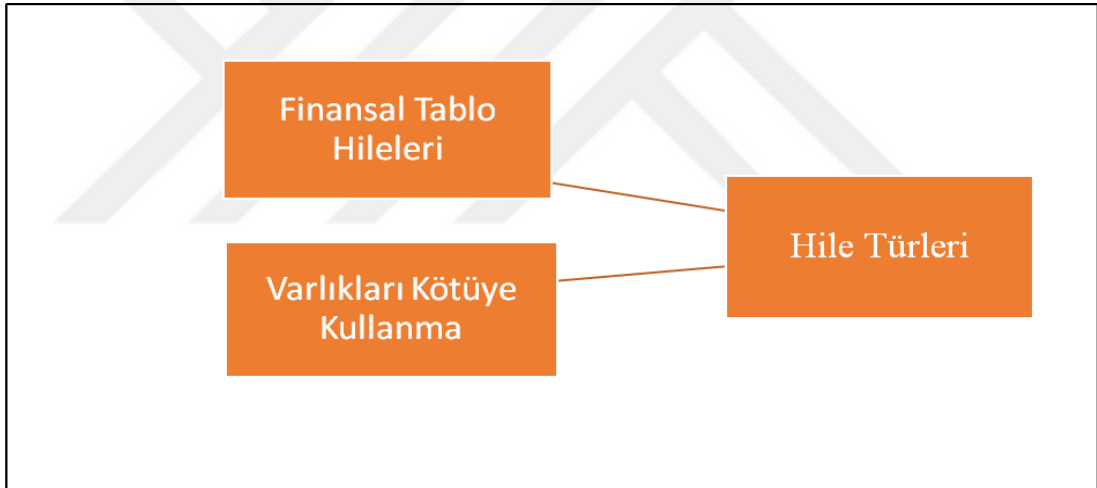 Finansal Tablo
Hileleri
Hile Türleri
Varlıkları Kötüye
Kullanma